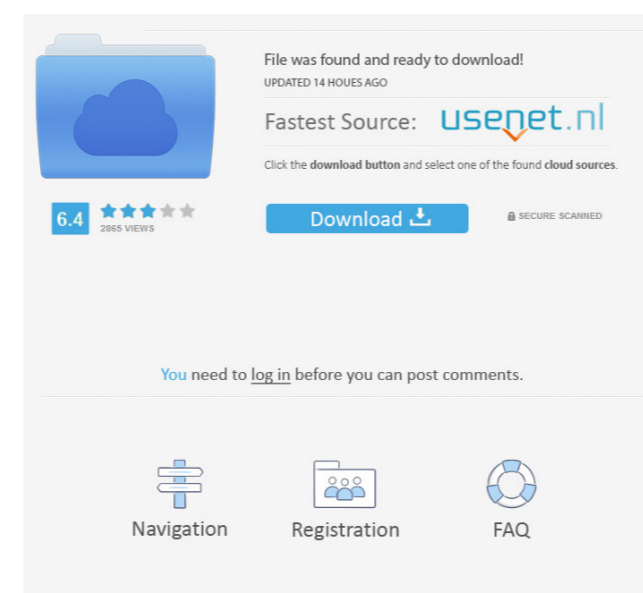 File was found and ready to download!
UPDATED 14 HOUES AGO
Fastest Source: usenet.nl
Click the download button and select one of the found cloud sources.
6.4
2865 VIEWS
Download
SECURE SCANNED
You need to log in before you can post comments.
Navigation
Registration
FAQ